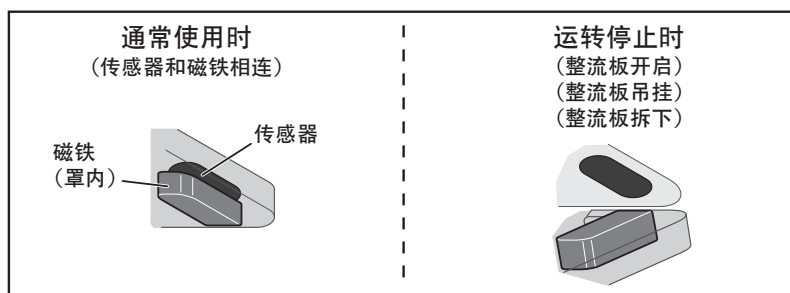 通常使用时
（传感器和磁铁相连）
传感器
磁铁
（罩内）
运转停止时
（整流板开启）
（整流板吊挂）
（整流板拆下）